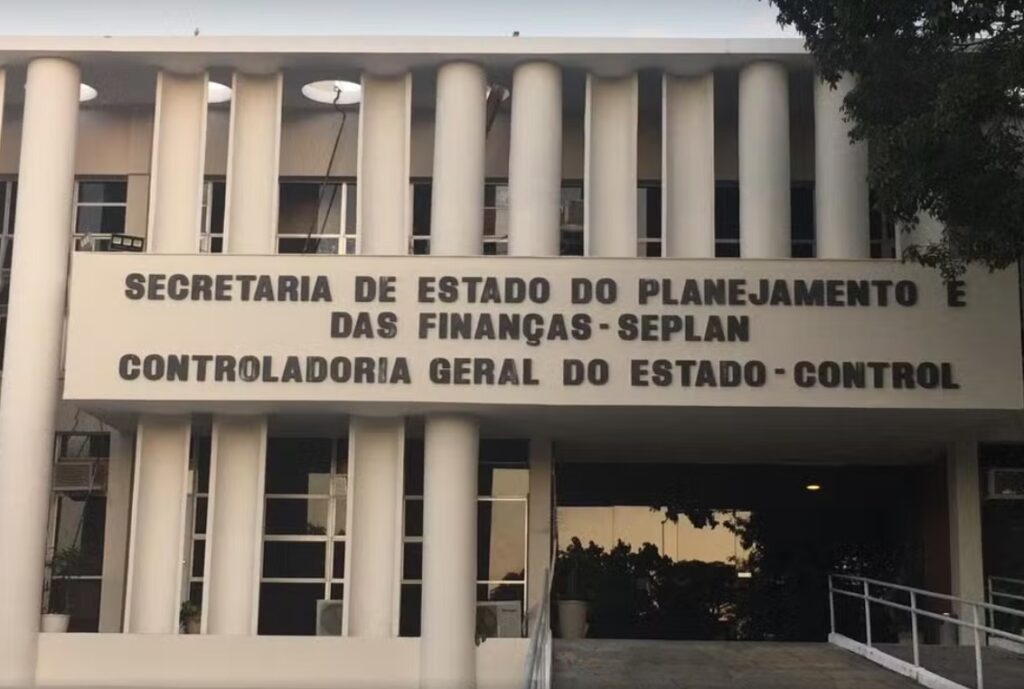 SECRETARIA DE ESTADO DO PLANEJAMENTO E
DAS FINANÇAS - SEPLAN
CONTROLADORIA GERAL DO ESTADO - CONTROL